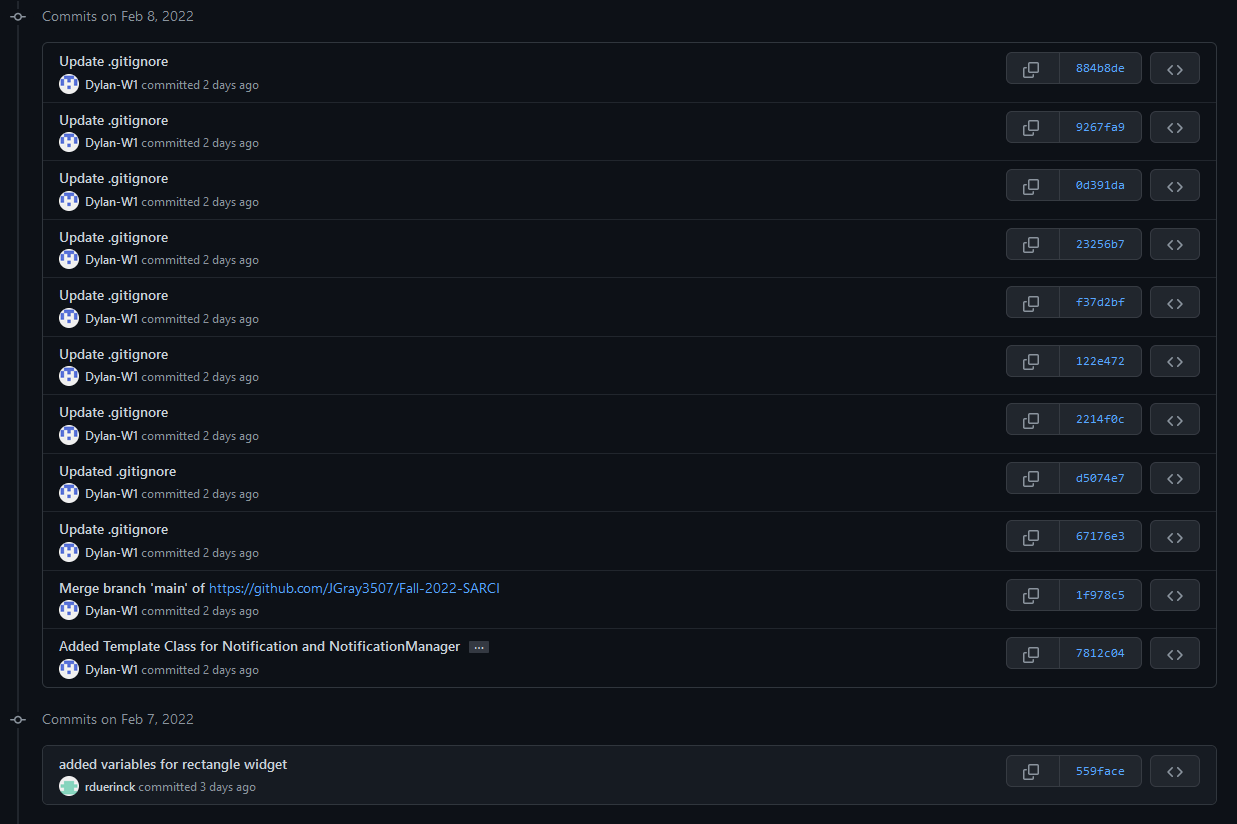 Commits on Feb 8, 2022
Update .gitignore
884b8de
Dylan-W1 committed 2 days ago
Update .gitignore
9267fa9
Dylan-W1 committed 2 days ago
Update .gitignore
0d391da
Dylan-W1 committed 2 days ago
Update .gitignore
23256b7
Dylan-W1 committed 2 days ago
Update .gitignore
f37d2bf
Dylan-W1 committed 2 days ago
Update .gitignore
122e472
Dylan-W1 committed 2 days ago
Update .gitignore
2214f0c
Dylan-W1 committed 2 days ago
Updated .gitignore
d5074e7
Dylan-W1 committed 2 days ago
Update .gitignore
67176e3
Dylan-W1 committed 2 days ago
Merge branch 'main' of https://github.com/JGray3507/Fall-2022-SARCI
1f978c5
Dylan-W1 committed 2 days ago
Added Template Class for Notification and NotificationManager ...
7812c04
Dylan-W1 committed 2 days ago
Commits on Feb 7, 2022
added variables for rectangle widget
559face
rduerinck committed 3 days ago